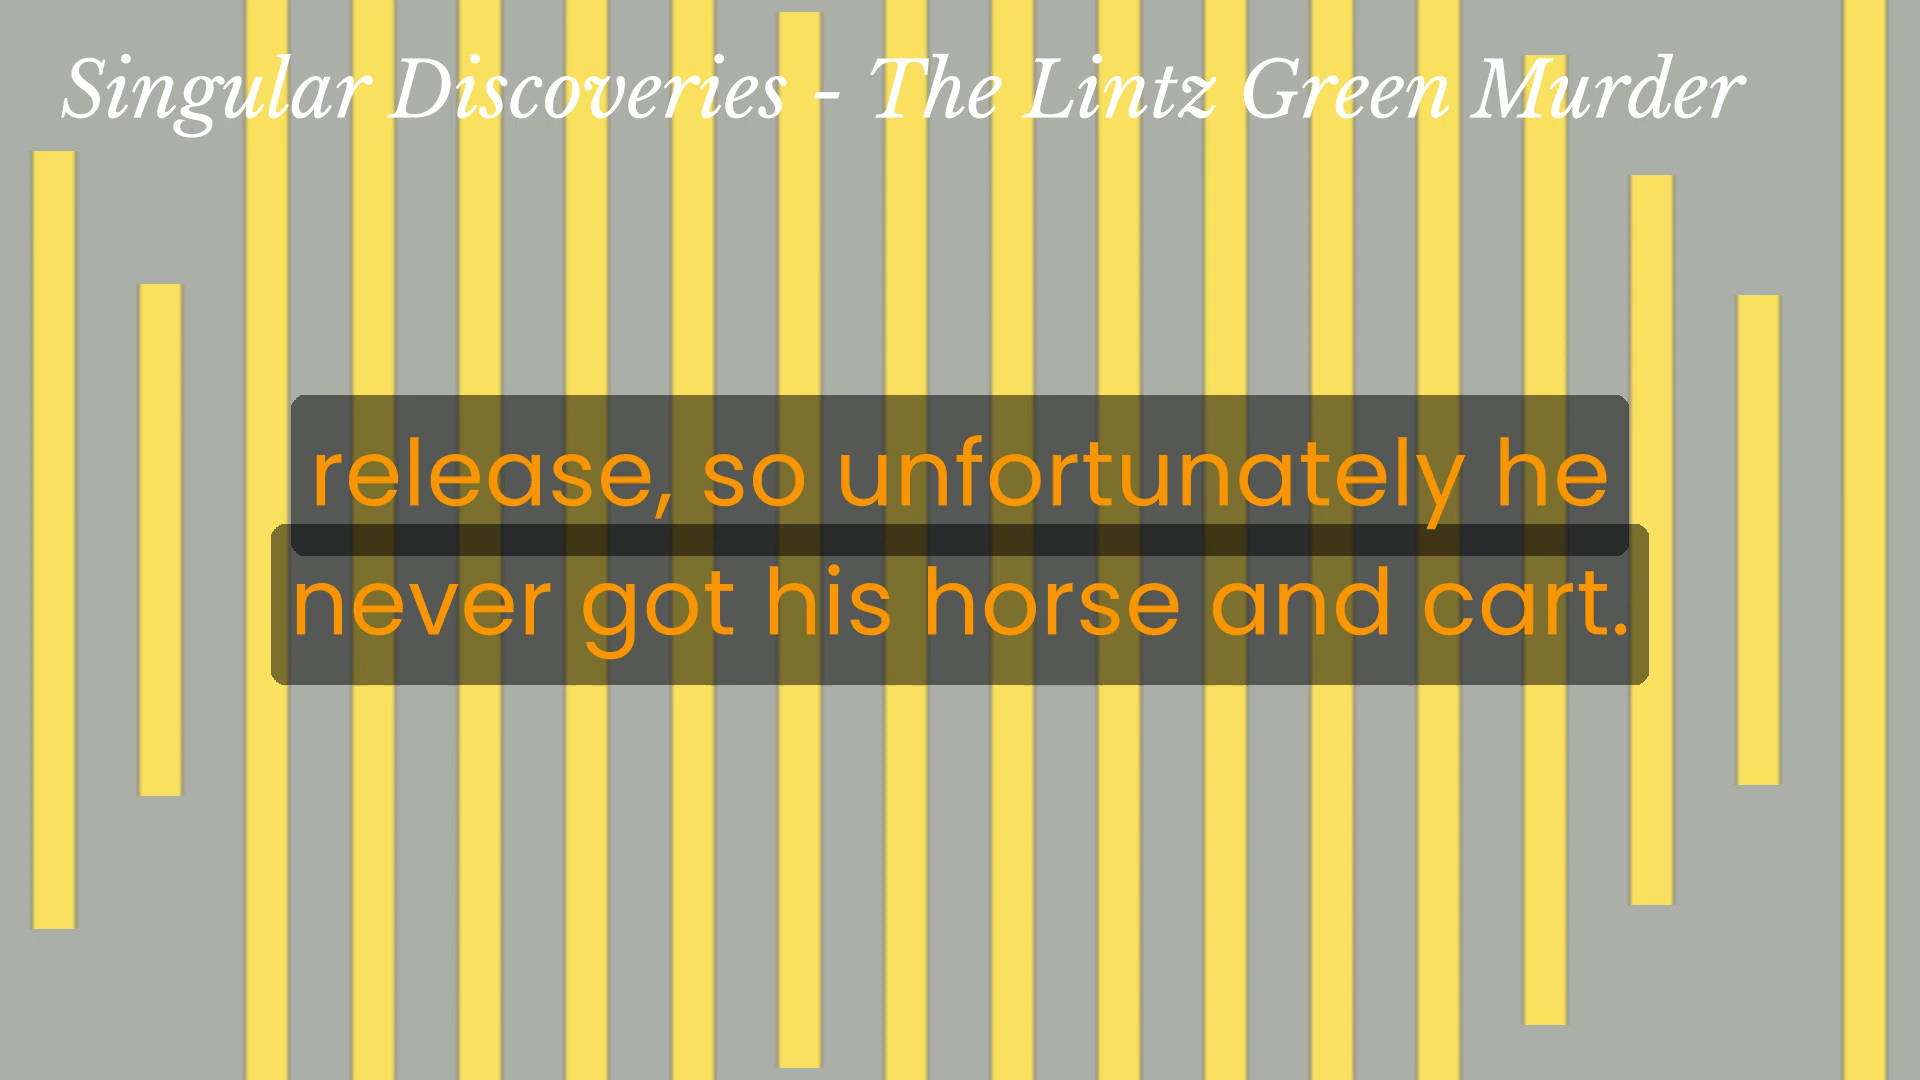 Singular Discoveries - The Lintz Green Murder
release, so unfortunately he
never got his horse and cart.